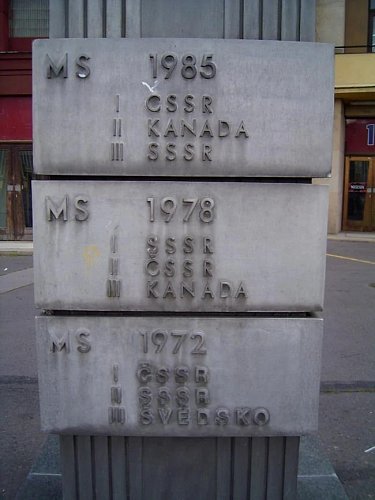 MS 1985
I ČSSR
II KANADA
III SSSR
MS 1978
I SSSR
II ČSSR
III KANADA
MS 1972
I ČSSR
II SSSR
III ŠVÉDSKO